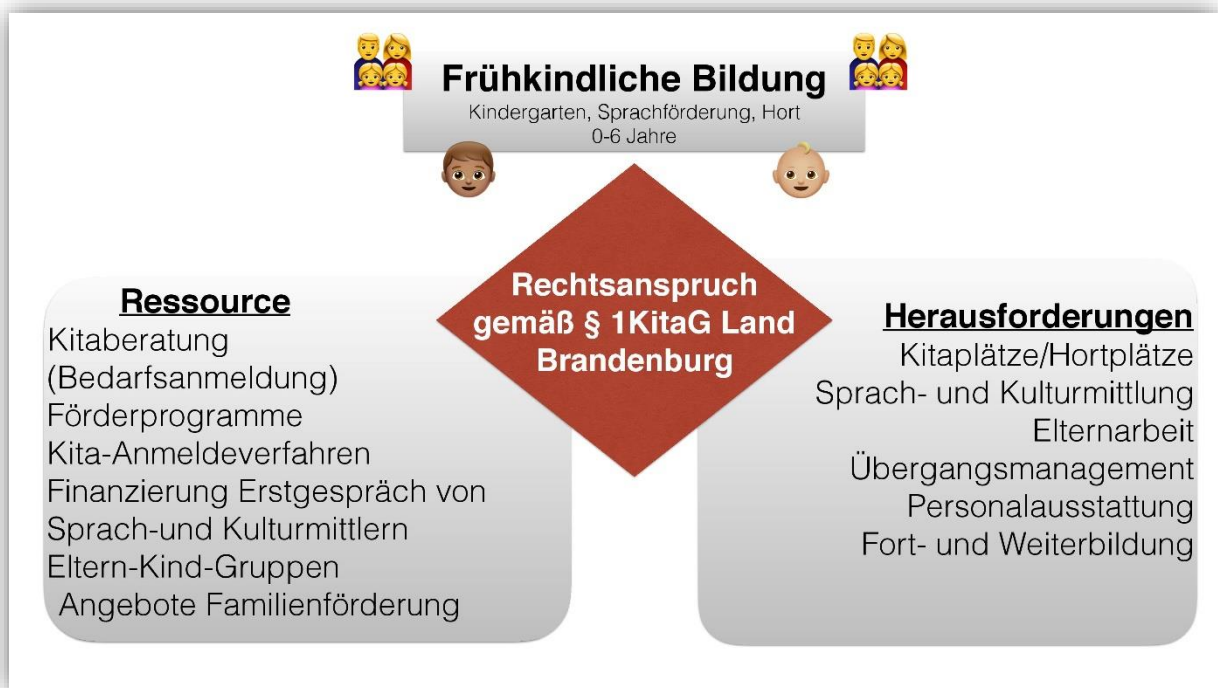 Frühkindliche Bildung
Kindergarten, Sprachförderung, Hort
0-6 Jahre
Rechtsanspruch
gemäß § 1KitaG Land
Brandenburg
Ressource
Kitaberatung
(Bedarfsanmeldung)
Förderprogramme
Kita-Anmeldeverfahren
Finanzierung Erstgespräch von
Sprach-und Kulturmittlern
Eltern-Kind-Gruppen
Angebote Familienförderung
Herausforderungen
Kitaplätze/Hortplätze
Sprach- und Kulturmittlung
Elternarbeit
Übergangsmanagement
Personalausstattung
Fort- und Weiterbildung